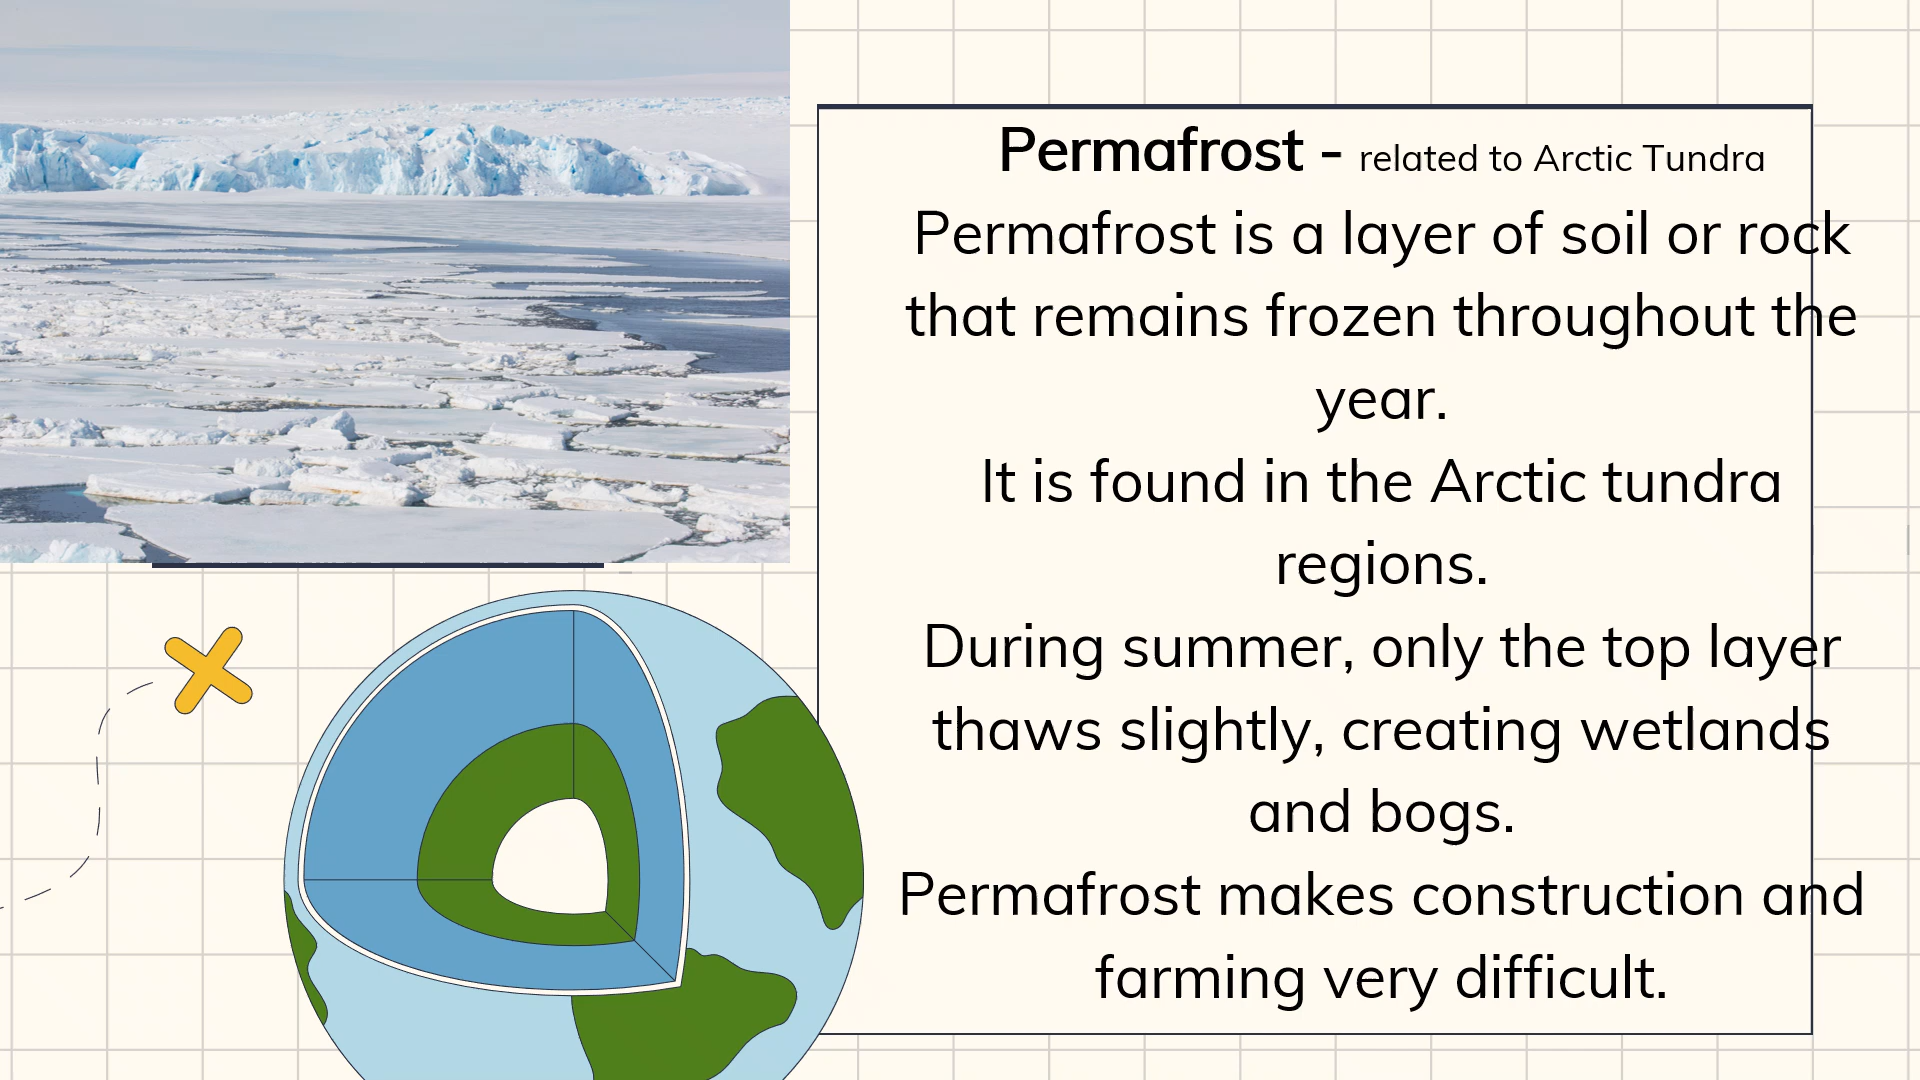 Permafrost - related to Arctic Tundra
Permafrost is a layer of soil or rock
that remains frozen throughout the
year.
It is found in the Arctic tundra
regions.
During summer, only the top layer
thaws slightly, creating wetlands
and bogs.
Permafrost makes construction and
farming very difficult.